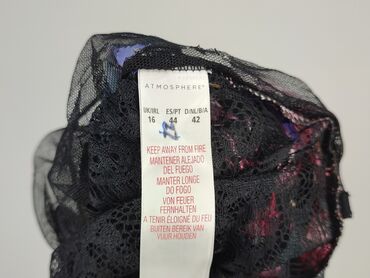 ATMOSPHERE®
UK/IRL ES/PT D/NL/B/A
16 44 42
KEEP AWAY FROM FIRE
MANTENER ALEJADO
DEL FUEGO
MANTER LONGE
DO FOGO
VON FEUER
FERNHALTEN
A TENIR ÉLOIGNÉ DU FEU
BUITEN BEREIK VAN
VUUR HOUDEN